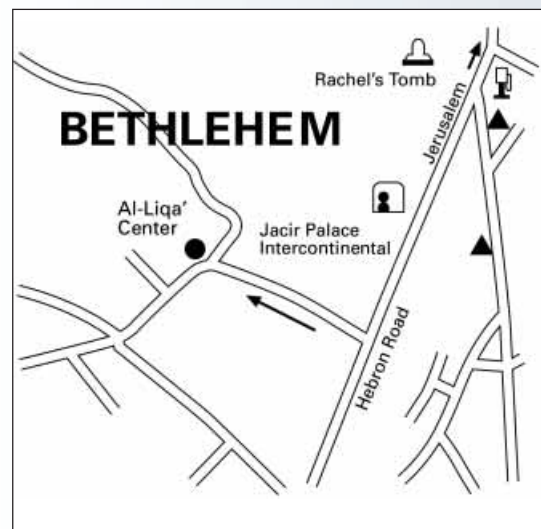 Rachel's Tomb
Jerusalem
BETHLEHEM
Al-Liqa'
Center
Jacir Palace
Intercontinental
Hebron Road